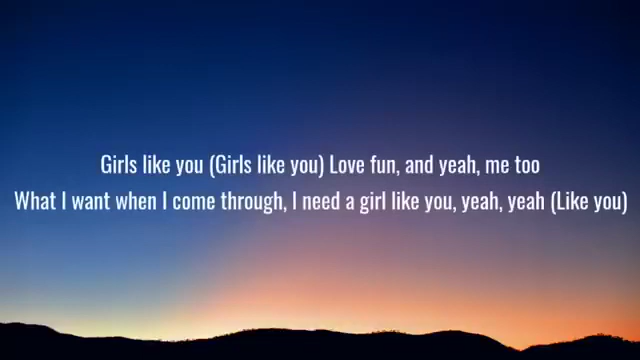 Girls like you (Girls like you) Love fun, and yeah, me too
What I want when I come through, I need a girl like you, yeah, yeah (Like you)